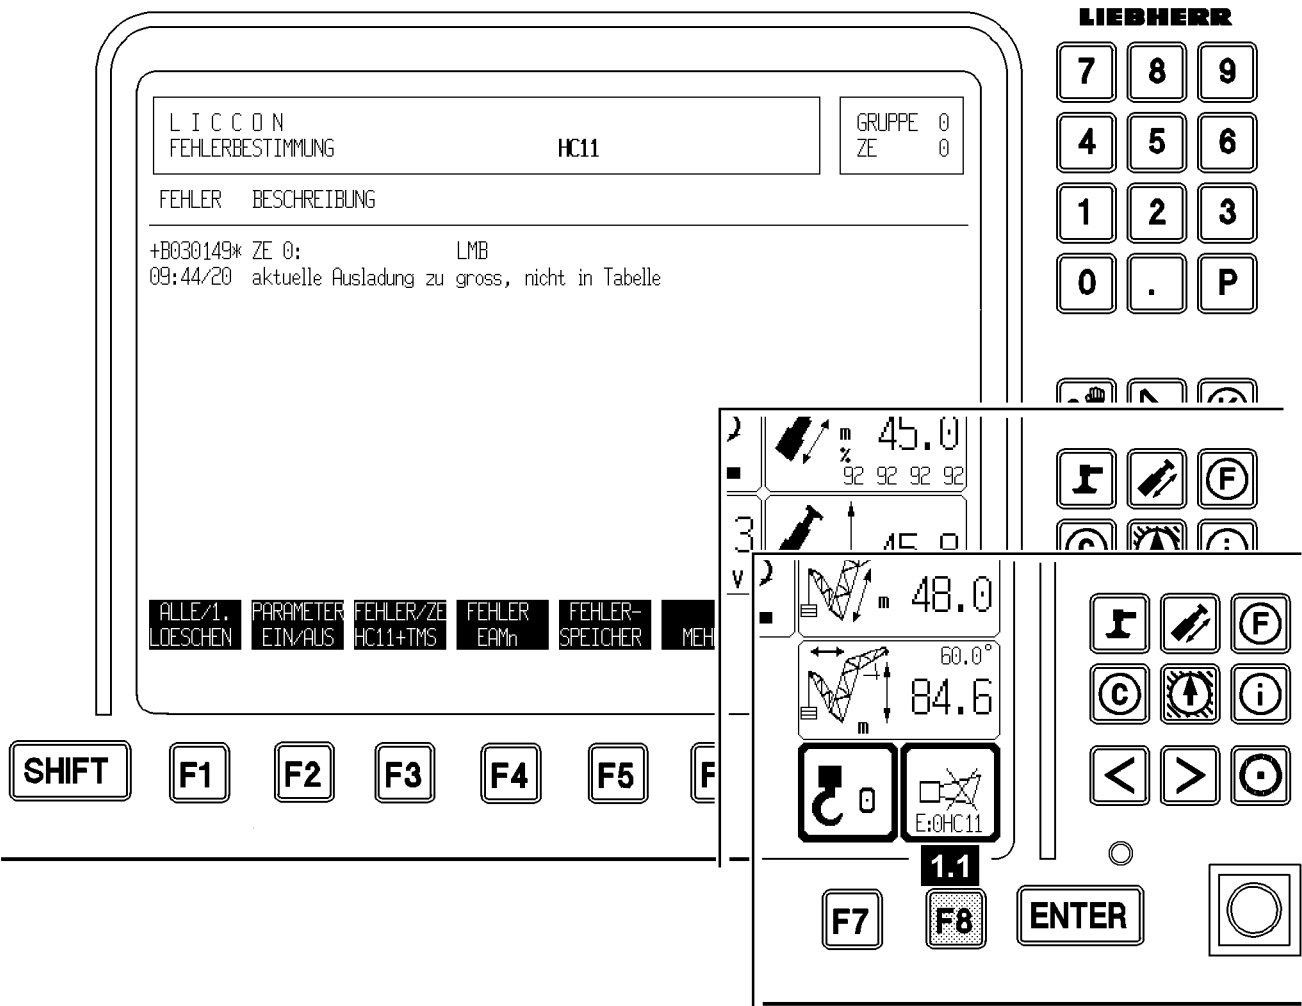 LIEBHERR
L I C C O N
FEHLERBESTIMMUNG HC11
GRUPPE 0
ZE 0
FEHLER BESCHREIBUNG
+B030149* ZE 0: LMB
09:44/20 aktuelle Ausladung zu gross, nicht in Tabelle
ALLE/1.
LOESCHEN
PARAMETER
EIN/AUS
FEHLER/ZE
HC11+TMS
FEHLER
EAMn
FEHLER-
SPEICHER
MEH
SHIFT F1 F2 F3 F4 F5 F
7 8 9
4 5 6
1 2 3
0 . P
m 45.0
%
92 92 92 92
3
V
F
C i
m 48.0
60.0°
84.6
m
0
E:0HC11
1.1
F
C i
< >
F7 F8 ENTER